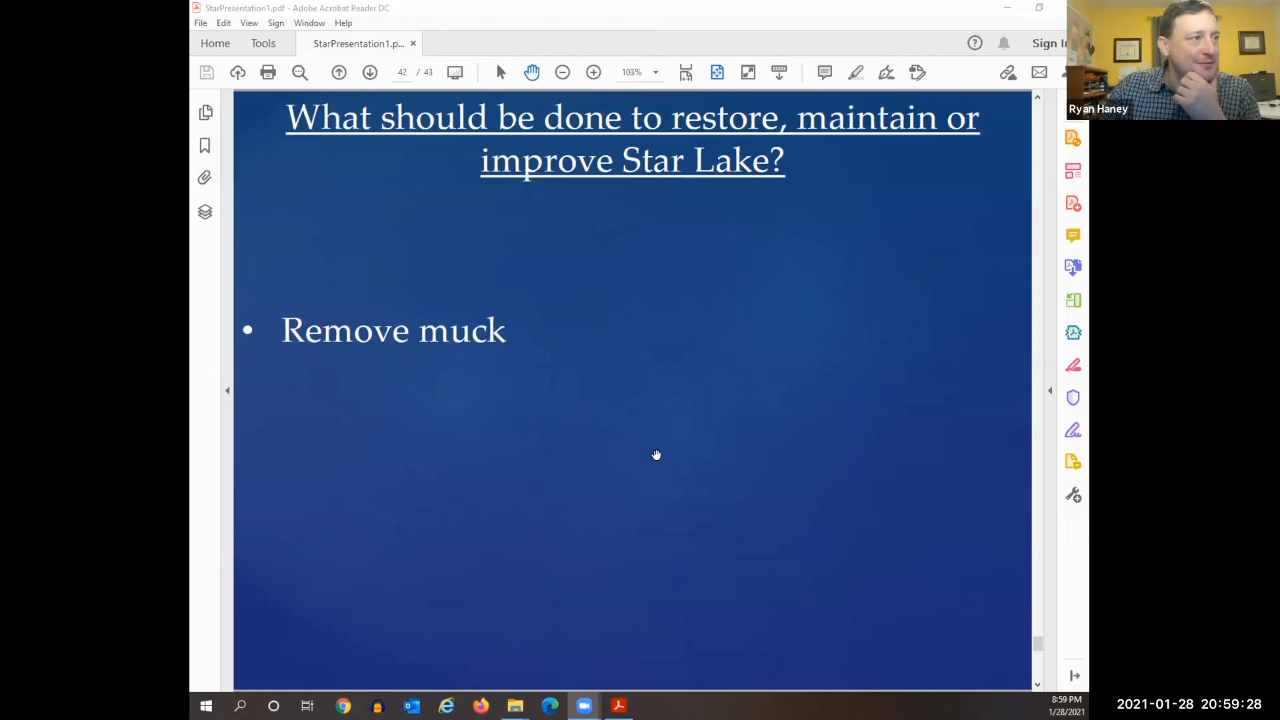 StarPresentation1.pdf - Adobe Acrobat Reader DC
File Edit View Sign Window Help
Home Tools StarPresentation1.p... ×
Sign In
42 / 43
103%
Ryan Haney
What should be done to restore, maintain or
improve Star Lake?
• Remove muck
8:59 PM
1/28/2021
2021-01-28 20:59:28